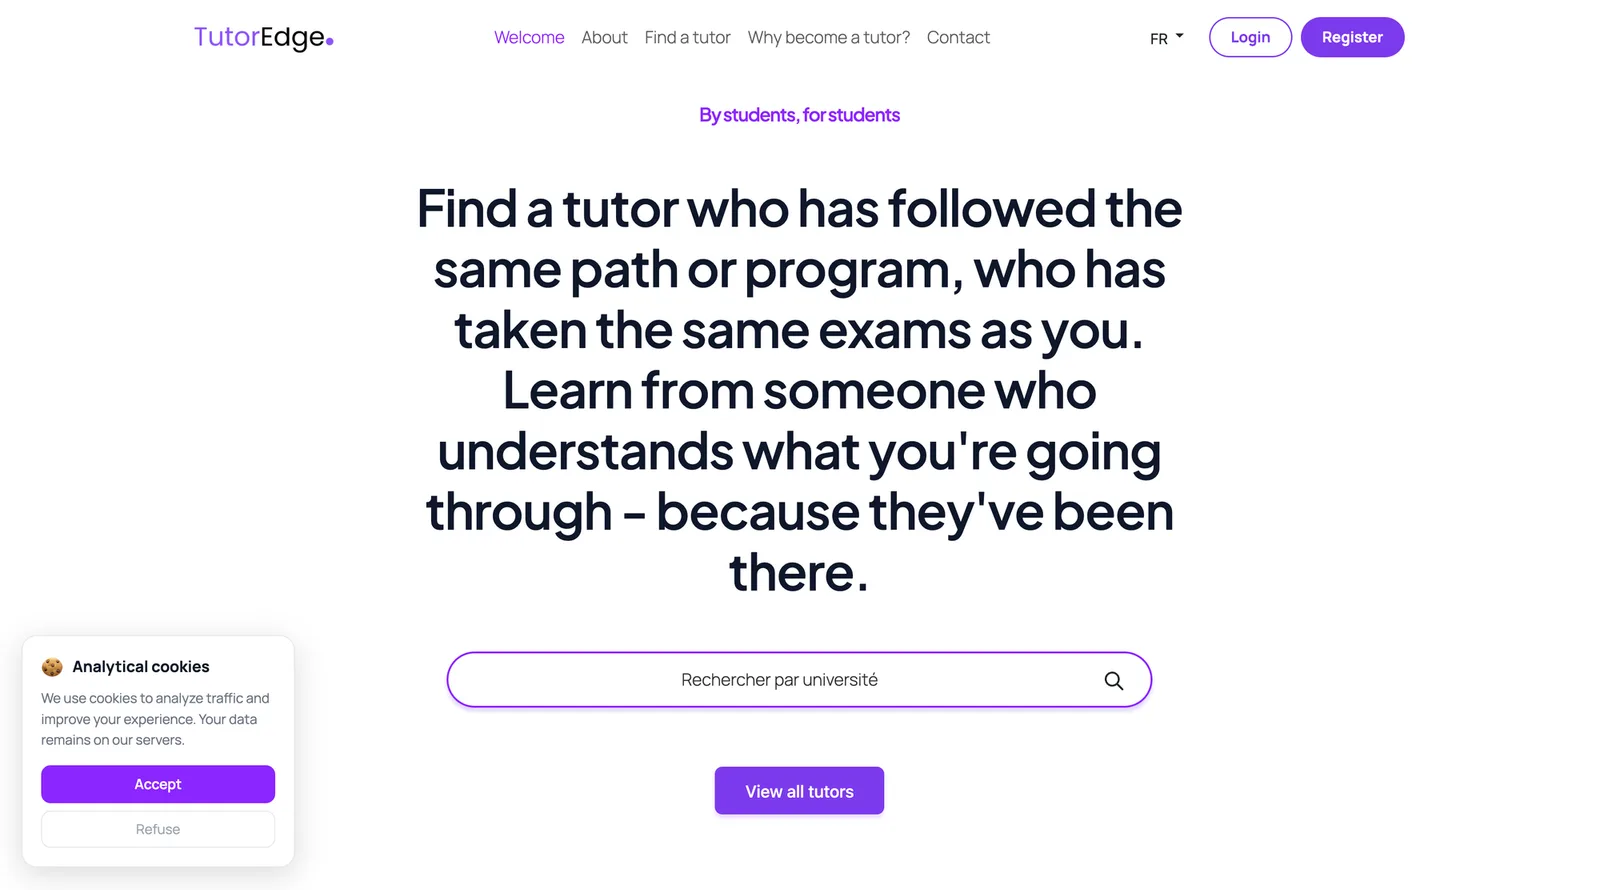 TutorEdge.
Welcome About Find a tutor Why become a tutor? Contact
FR Login Register
By students, for students
Find a tutor who has followed the
same path or program, who has
taken the same exams as you.
Learn from someone who
understands what you're going
through - because they've been
there.
Rechercher par université
View all tutors
Analytical cookies
We use cookies to analyze traffic and
improve your experience. Your data
remains on our servers.
Accept
Refuse